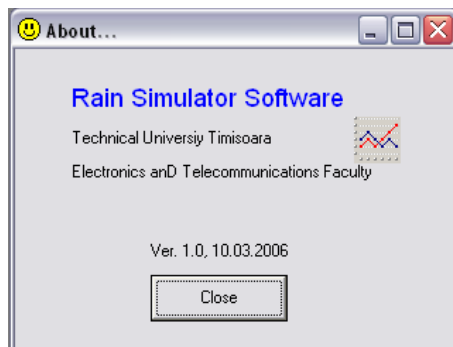 About...
Rain Simulator Software
Technical Universiy Timisoara
Electronics anD Telecommunications Faculty
Ver. 1.0, 10.03.2006
Close